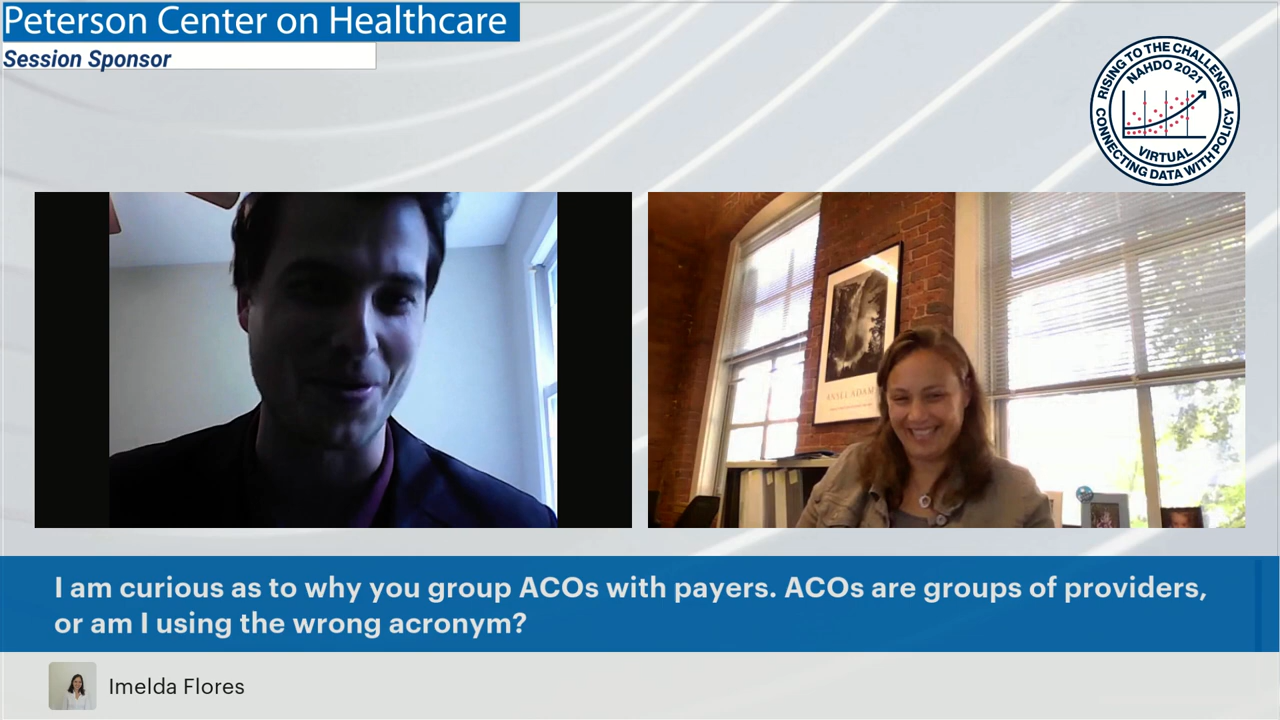 Peterson Center on Healthcare
Session Sponsor
RISING TO THE CHALLENGE
NAHDO 2021
VIRTUAL
CONNECTING DATA WITH POLICY
ANSEL ADAMS
I am curious as to why you group ACOs with payers. ACOs are groups of providers,
or am I using the wrong acronym?
Imelda Flores